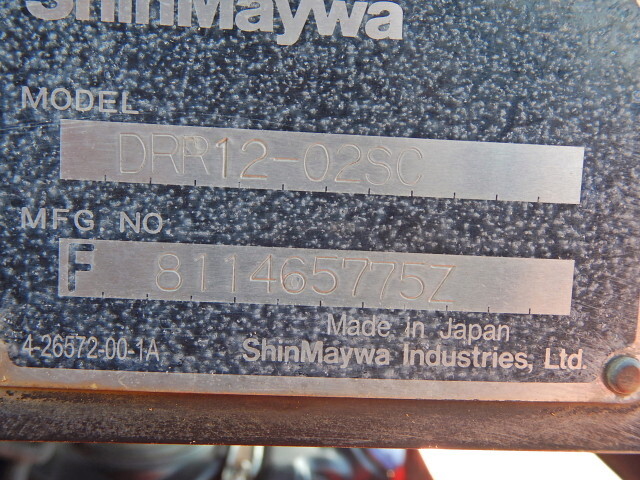 ShinMaywa
MODEL
DRR12-02SC
MFG NO
F 811465775Z
Made in Japan
4-26572-00-1A
ShinMaywa Industries, Ltd.